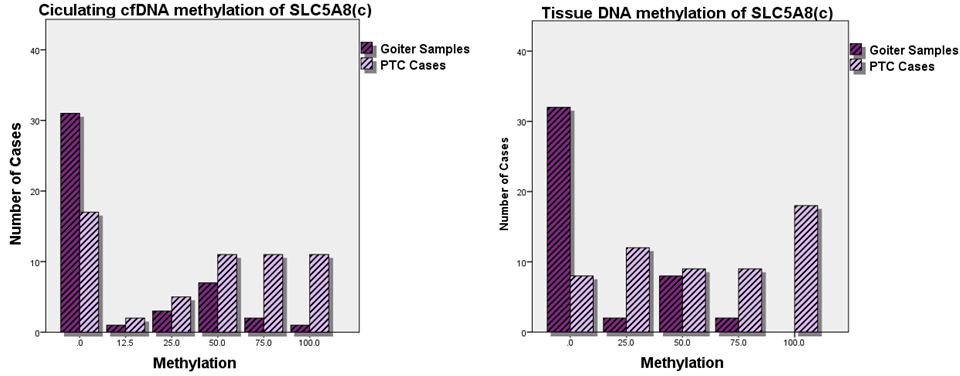 Ciculating cfDNA methylation of SLC5A8(c)
Number of Cases
40
30
20
10
0
.0 12.5 25.0 50.0 75.0 100.0
Methylation
Goiter Samples
PTC Cases
Tissue DNA methylation of SLC5A8(c)
Number of Cases
40
30
20
10
0
.0 25.0 50.0 75.0 100.0
Methylation
Goiter Samples
PTC Cases